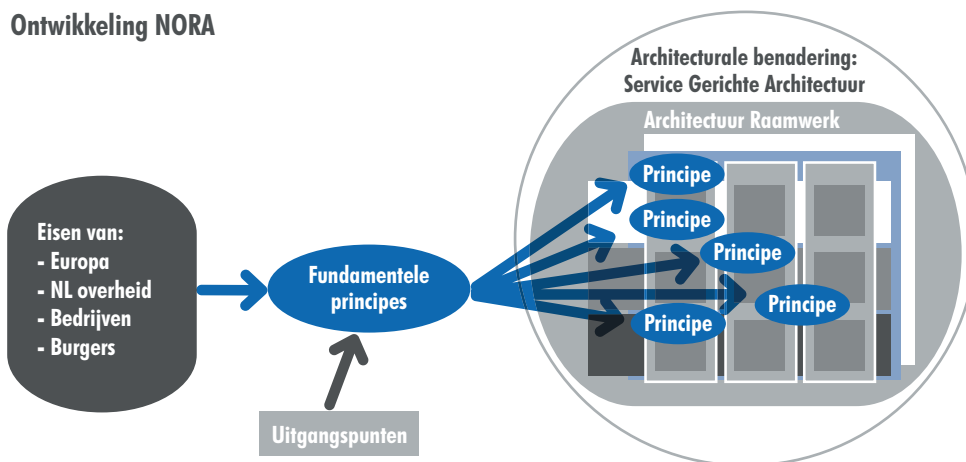 Ontwikkeling NORA
Architecturale benadering:
Service Gerichte Architectuur
Architectuur Raamwerk
Eisen van:
- Europa
- NL overheid
- Bedrijven
- Burgers
Fundamentele
principes
Uitgangspunten
Principe
Principe
Principe
Principe
Principe